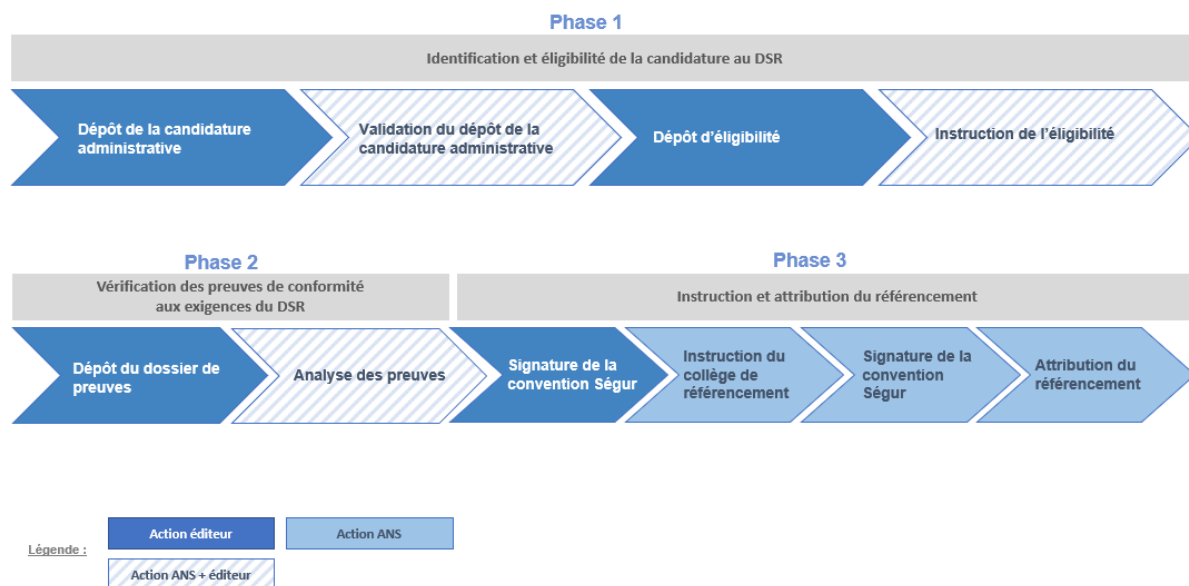 Phase 1
Identification et éligibilité de la candidature au DSR
Dépôt de la candidature
administrative
Validation du dépôt de la
candidature administrative
Dépôt d'éligibilité
Instruction de l'éligibilité
Phase 2
Vérification des preuves de conformité
aux exigences du DSR
Phase 3
Instruction et attribution du référencement
Dépôt du dossier de
preuves
Analyse des preuves
Signature de la
convention Ségur
Instruction du
collège de
référencement
Signature de la
convention
Ségur
Attribution du
référencement
Légende :
Action éditeur
Action ANS
Action ANS + éditeur